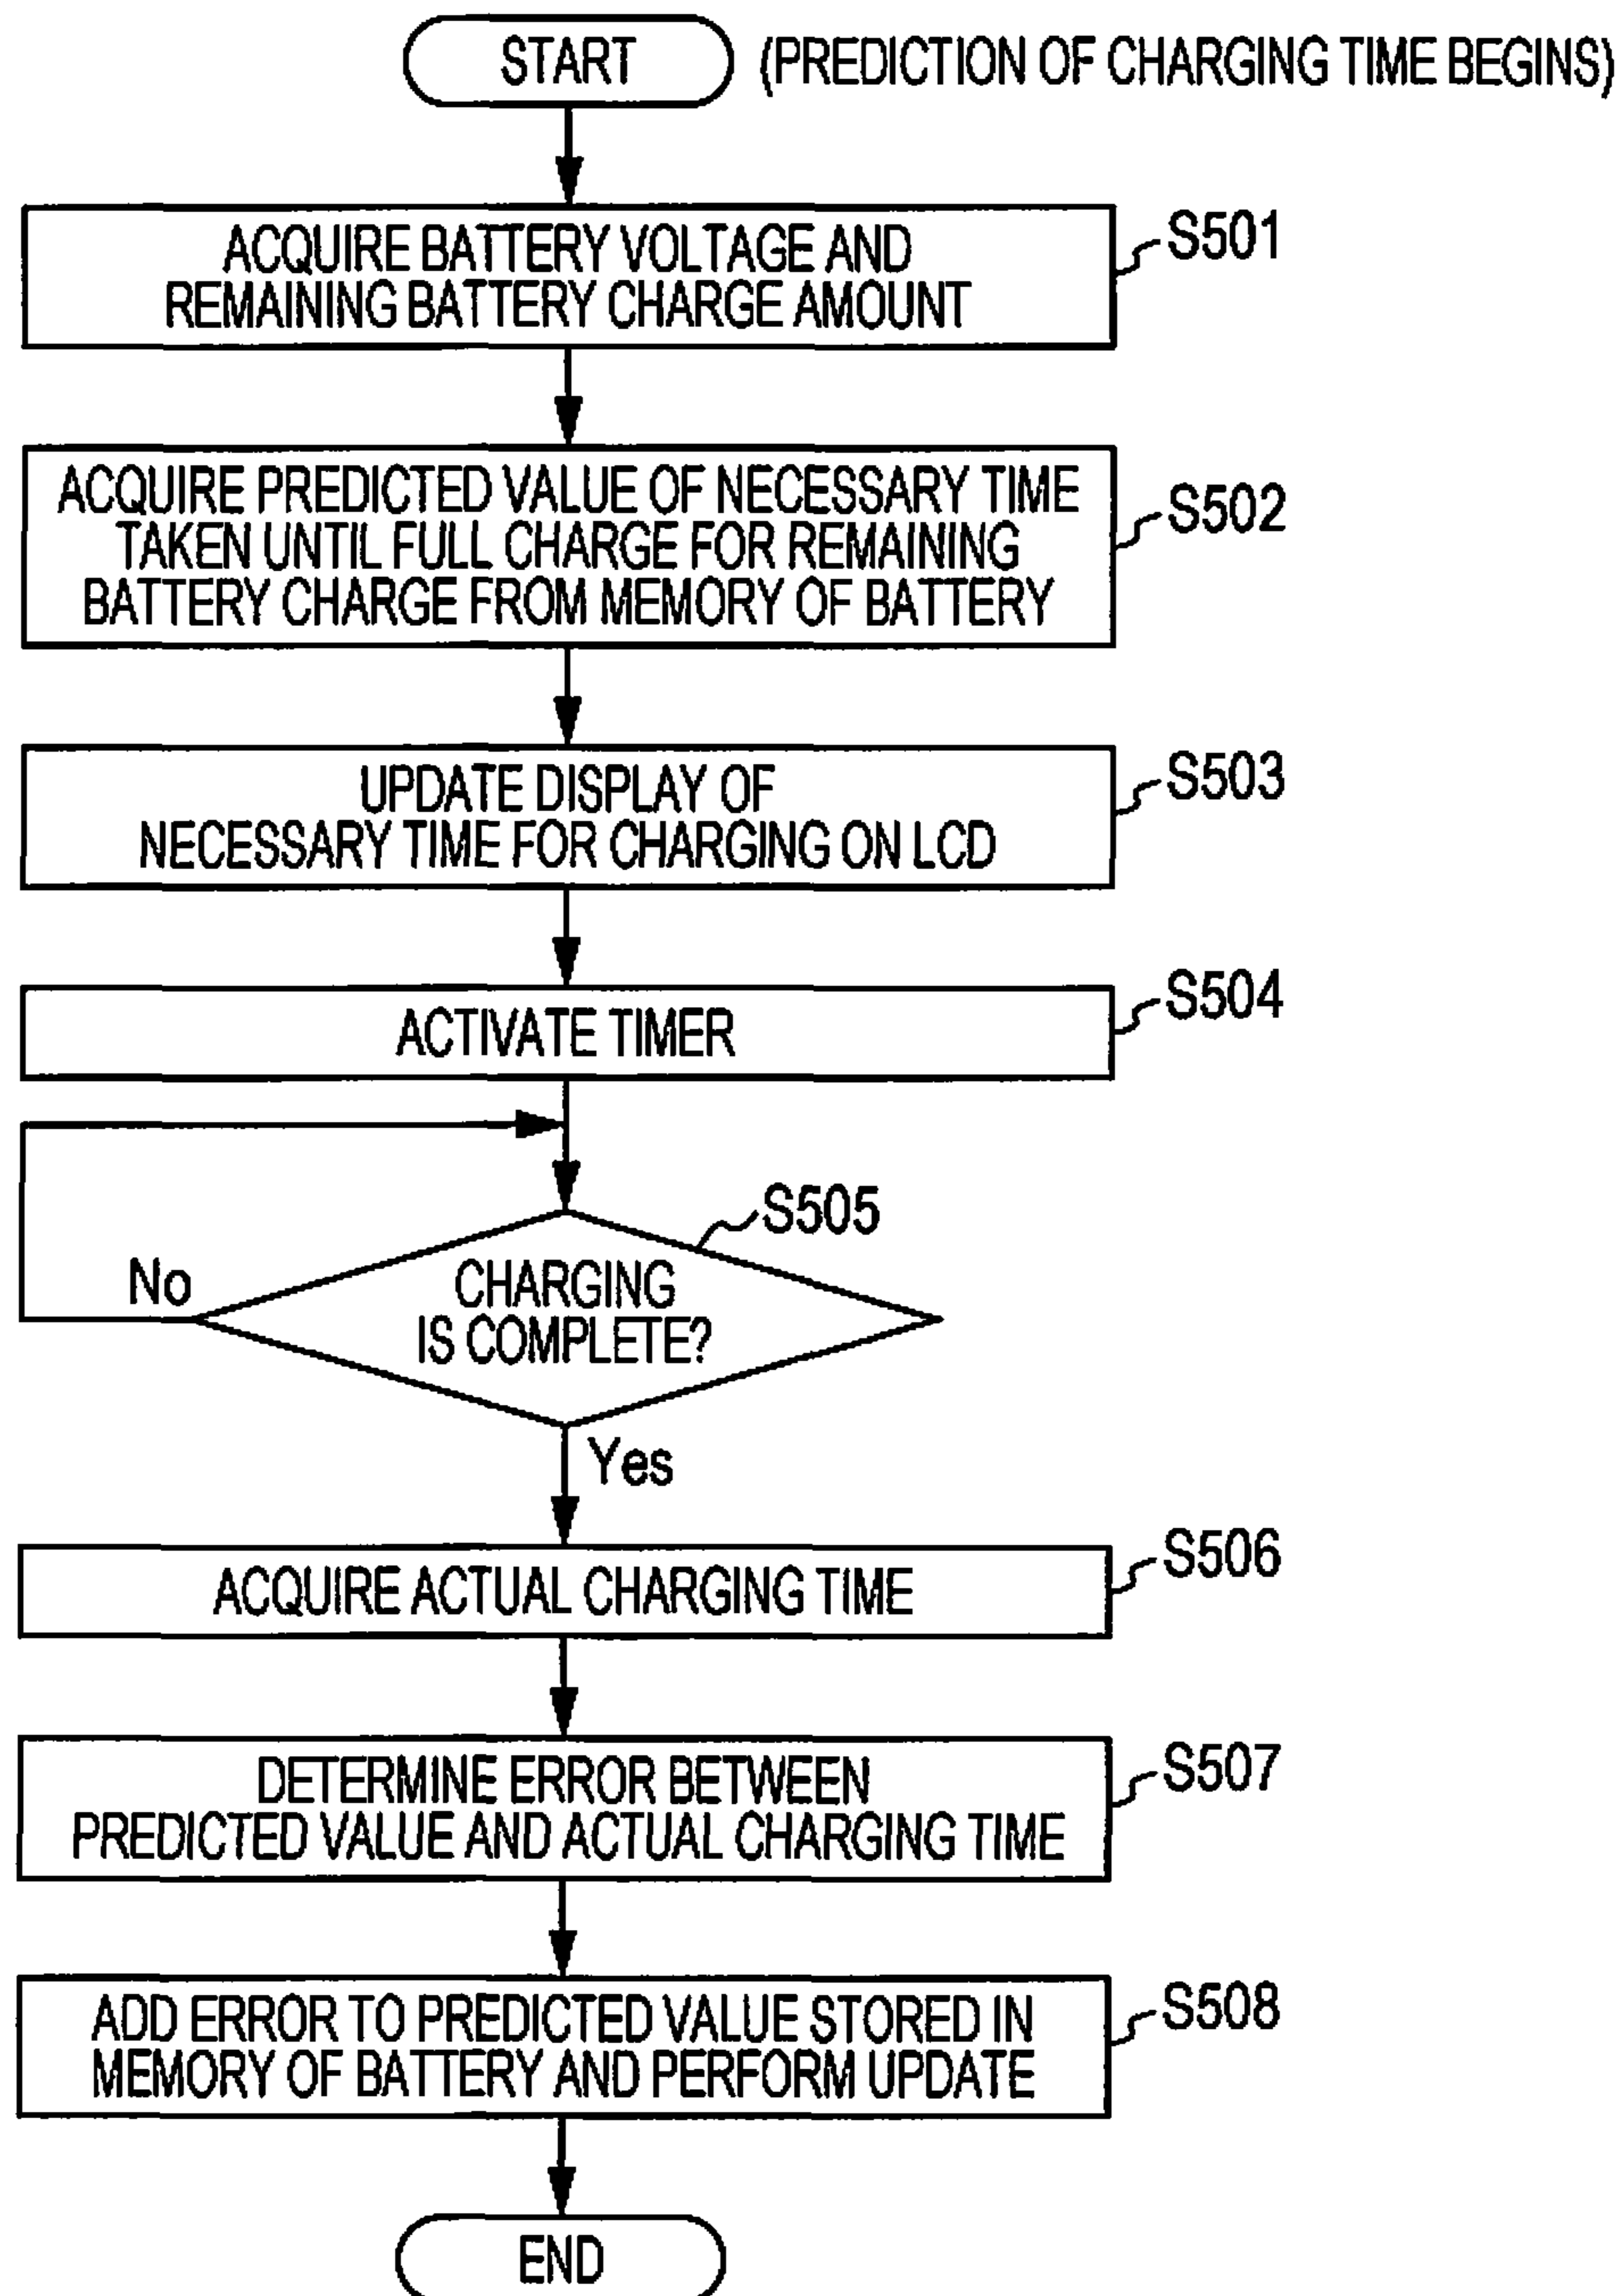 START (PREDICTION OF CHARGING TIME BEGINS)
ACQUIRE BATTERY VOLTAGE AND
REMAINING BATTERY CHARGE AMOUNT
S501
ACQUIRE PREDICTED VALUE OF NECESSARY TIME
TAKEN UNTIL FULL CHARGE FOR REMAINING
BATTERY CHARGE FROM MEMORY OF BATTERY
S502
UPDATE DISPLAY OF
NECESSARY TIME FOR CHARGING ON LCD
S503
ACTIVATE TIMER
S504
S505
No
CHARGING
IS COMPLETE?
Yes
ACQUIRE ACTUAL CHARGING TIME
S506
DETERMINE ERROR BETWEEN
PREDICTED VALUE AND ACTUAL CHARGING TIME
S507
ADD ERROR TO PREDICTED VALUE STORED IN
MEMORY OF BATTERY AND PERFORM UPDATE
S508
END